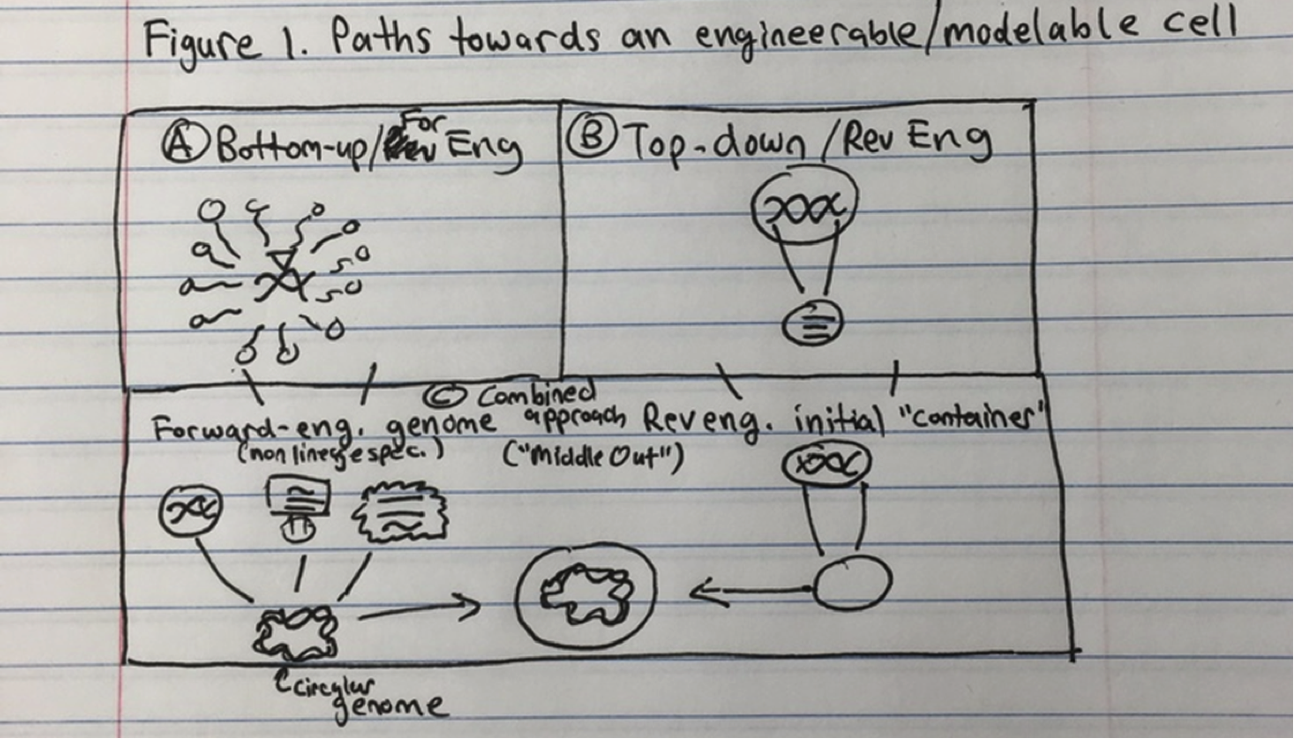 Figure 1. Paths towards an engineerable/modelable cell
Ⓐ Bottom-up/For Eng
Ⓑ Top-down/Rev Eng
Ⓒ Combined
approach
("Middle Out")
Forward-eng. genome
(non lineage spec.)
Rev eng. initial "container"
circular
genome